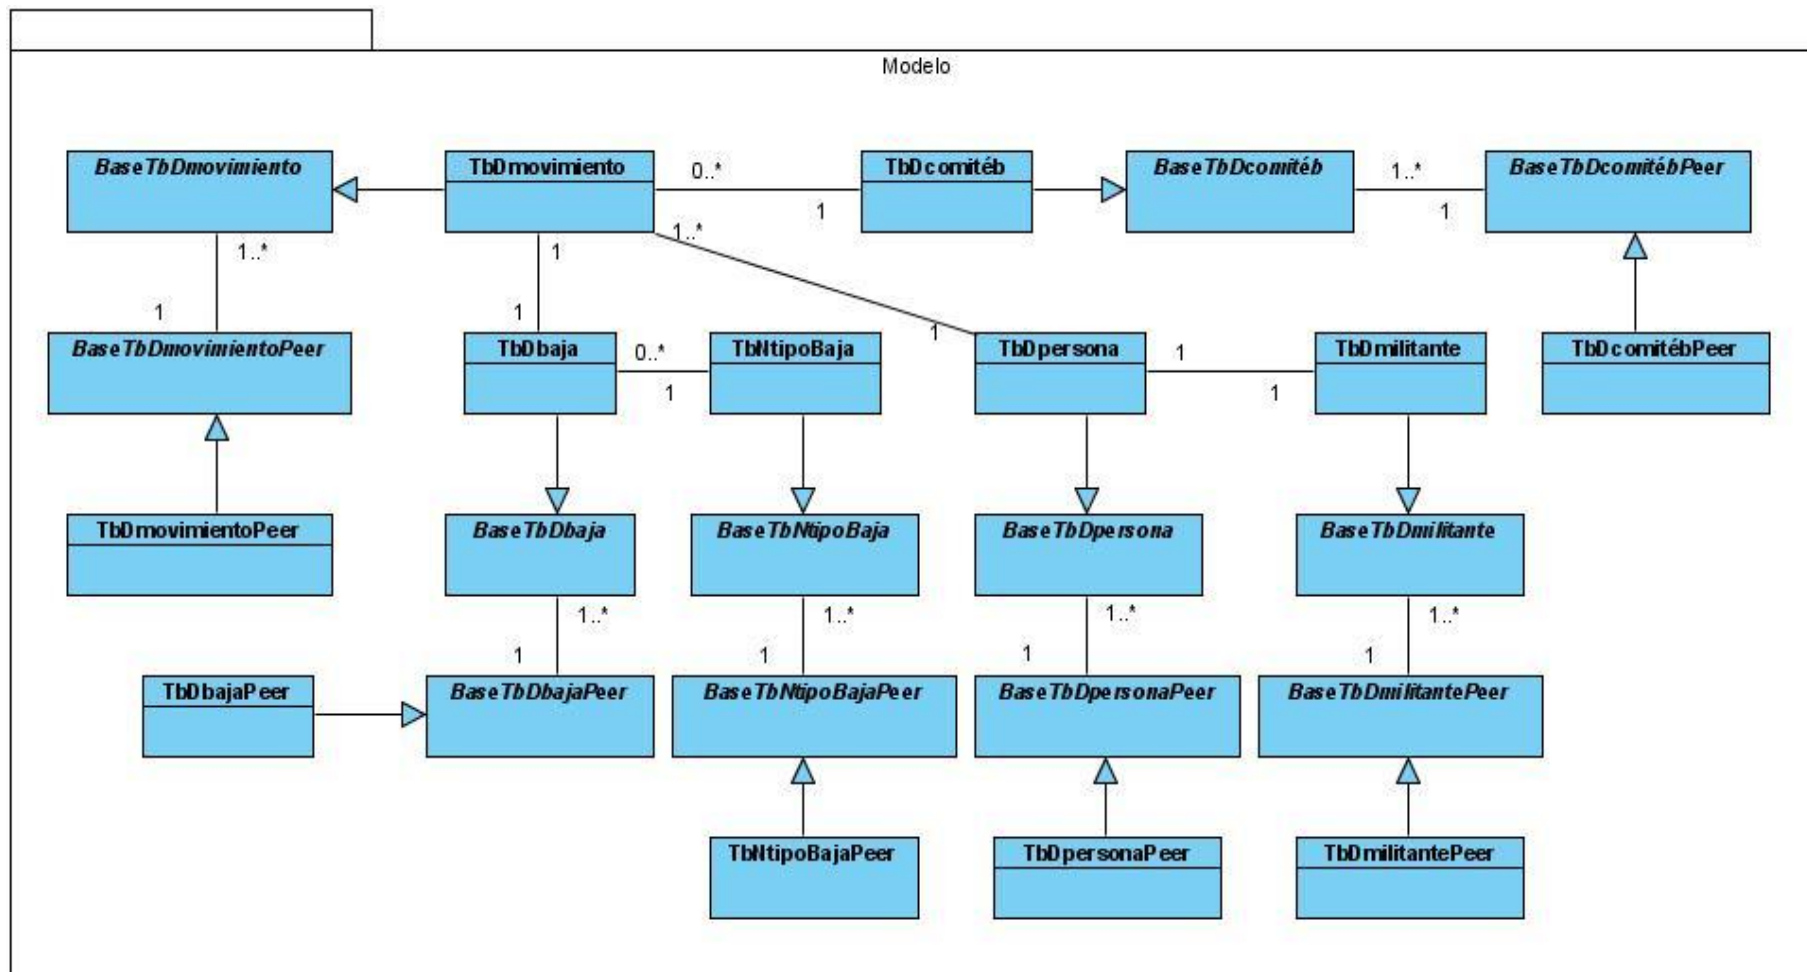 Modelo
BaseTbDmovimiento
TbDmovimiento
0..*
1
TbDcomitéb
BaseTbDcomitéb
1..*
1
BaseTbDcomitébPeer
1..*
1
1..*
1
1
1
BaseTbDmovimientoPeer
TbDbaja
0..*
1
TbNtipoBaja
1
TbDpersona
1
1
TbDmilitante
TbDcomitébPeer
TbDmovimientoPeer
BaseTbDbaja
BaseTbNtipoBaja
BaseTbDpersona
BaseTbDmilitante
1..*
1..*
1..*
1..*
1
1
1
1
TbDbajaPeer
BaseTbDbajaPeer
BaseTbNtipoBajaPeer
BaseTbDpersonaPeer
BaseTbDmilitantePeer
TbNtipoBajaPeer
TbDpersonaPeer
TbDmilitantePeer